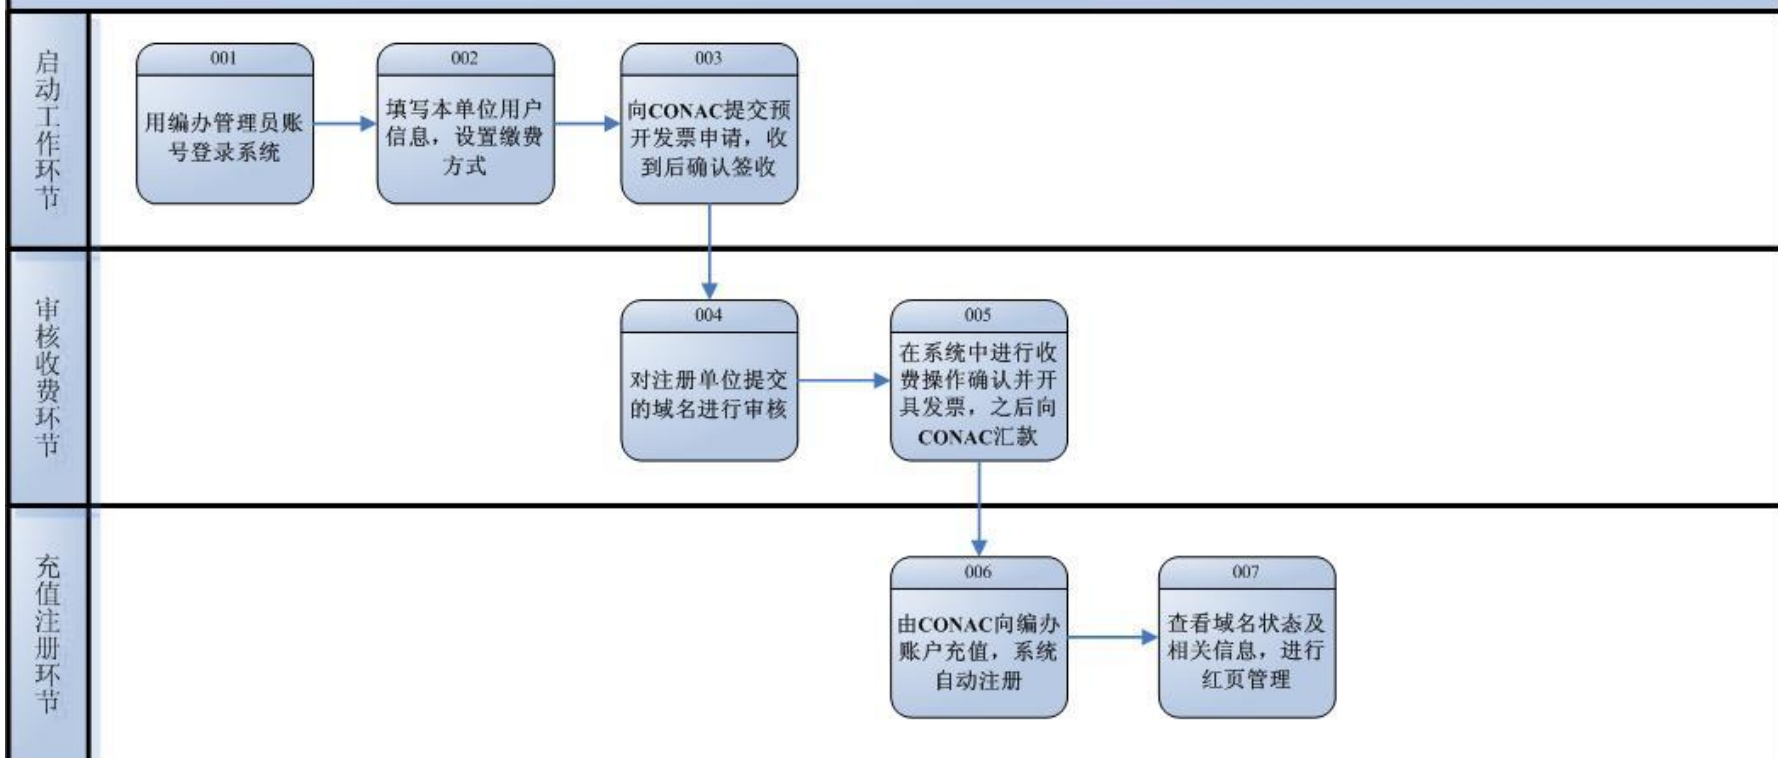 启动工作环节
001
用编办管理员账
号登录系统
002
填写本单位用户
信息，设置缴费
方式
003
向CONAC提交预
开发票申请，收
到后确认签收
审核收费环节
004
对注册单位提交
的域名进行审核
005
在系统中进行收
费操作确认并开
具发票，之后向
CONAC汇款
充值注册环节
006
由CONAC向编办
账户充值，系统
自动注册
007
查看域名状态及
相关信息，进行
红页管理